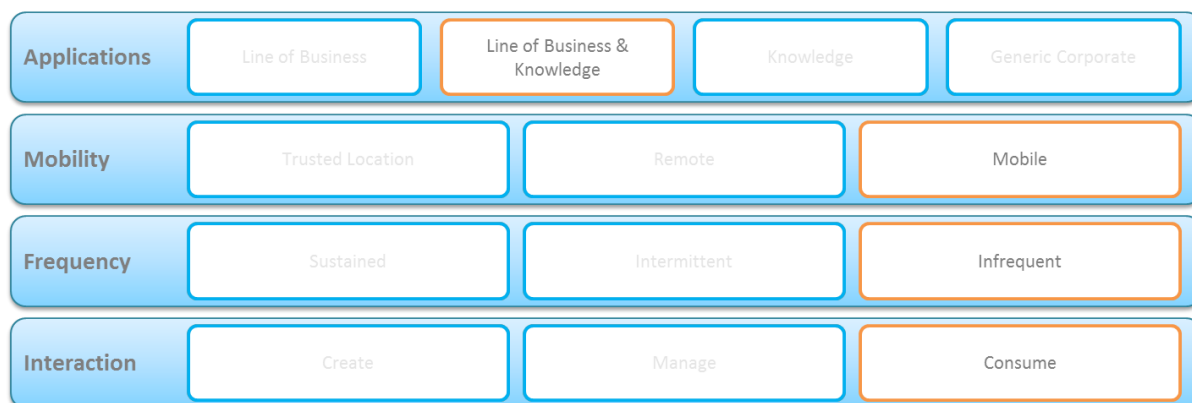 Applications
Line of Business
Line of Business &
Knowledge
Knowledge
Generic Corporate
Mobility
Trusted Location
Remote
Mobile
Frequency
Sustained
Intermittent
Infrequent
Interaction
Create
Manage
Consume